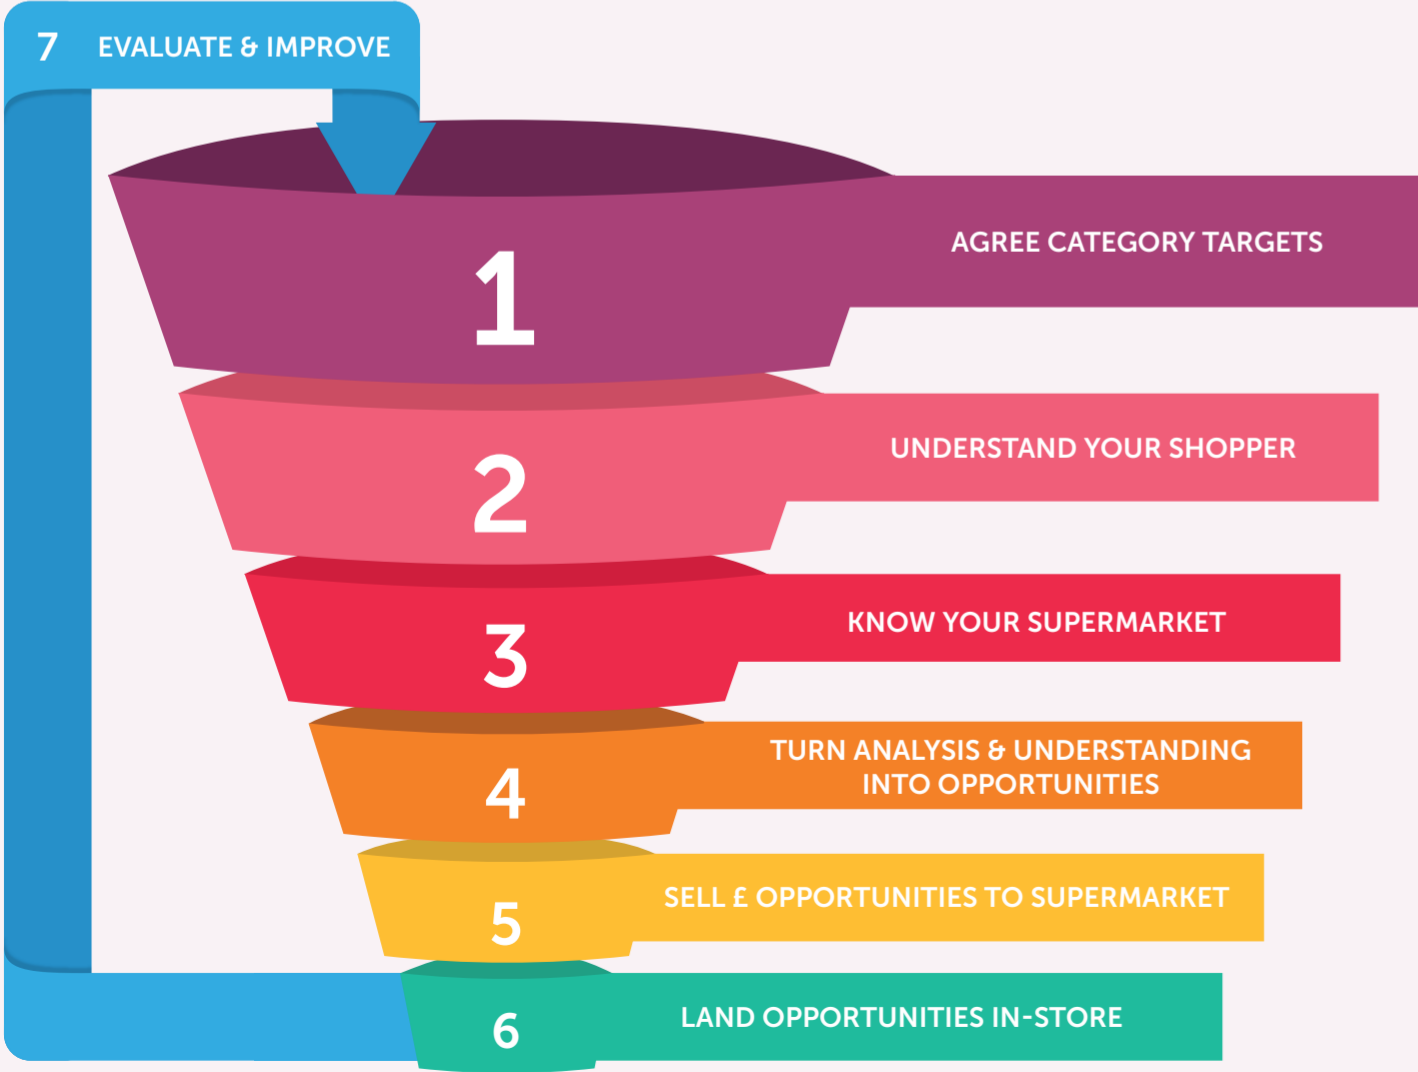 7 EVALUATE & IMPROVE
1
AGREE CATEGORY TARGETS
2
UNDERSTAND YOUR SHOPPER
3
KNOW YOUR SUPERMARKET
4
TURN ANALYSIS & UNDERSTANDING
INTO OPPORTUNITIES
5
SELL £ OPPORTUNITIES TO SUPERMARKET
6
LAND OPPORTUNITIES IN-STORE